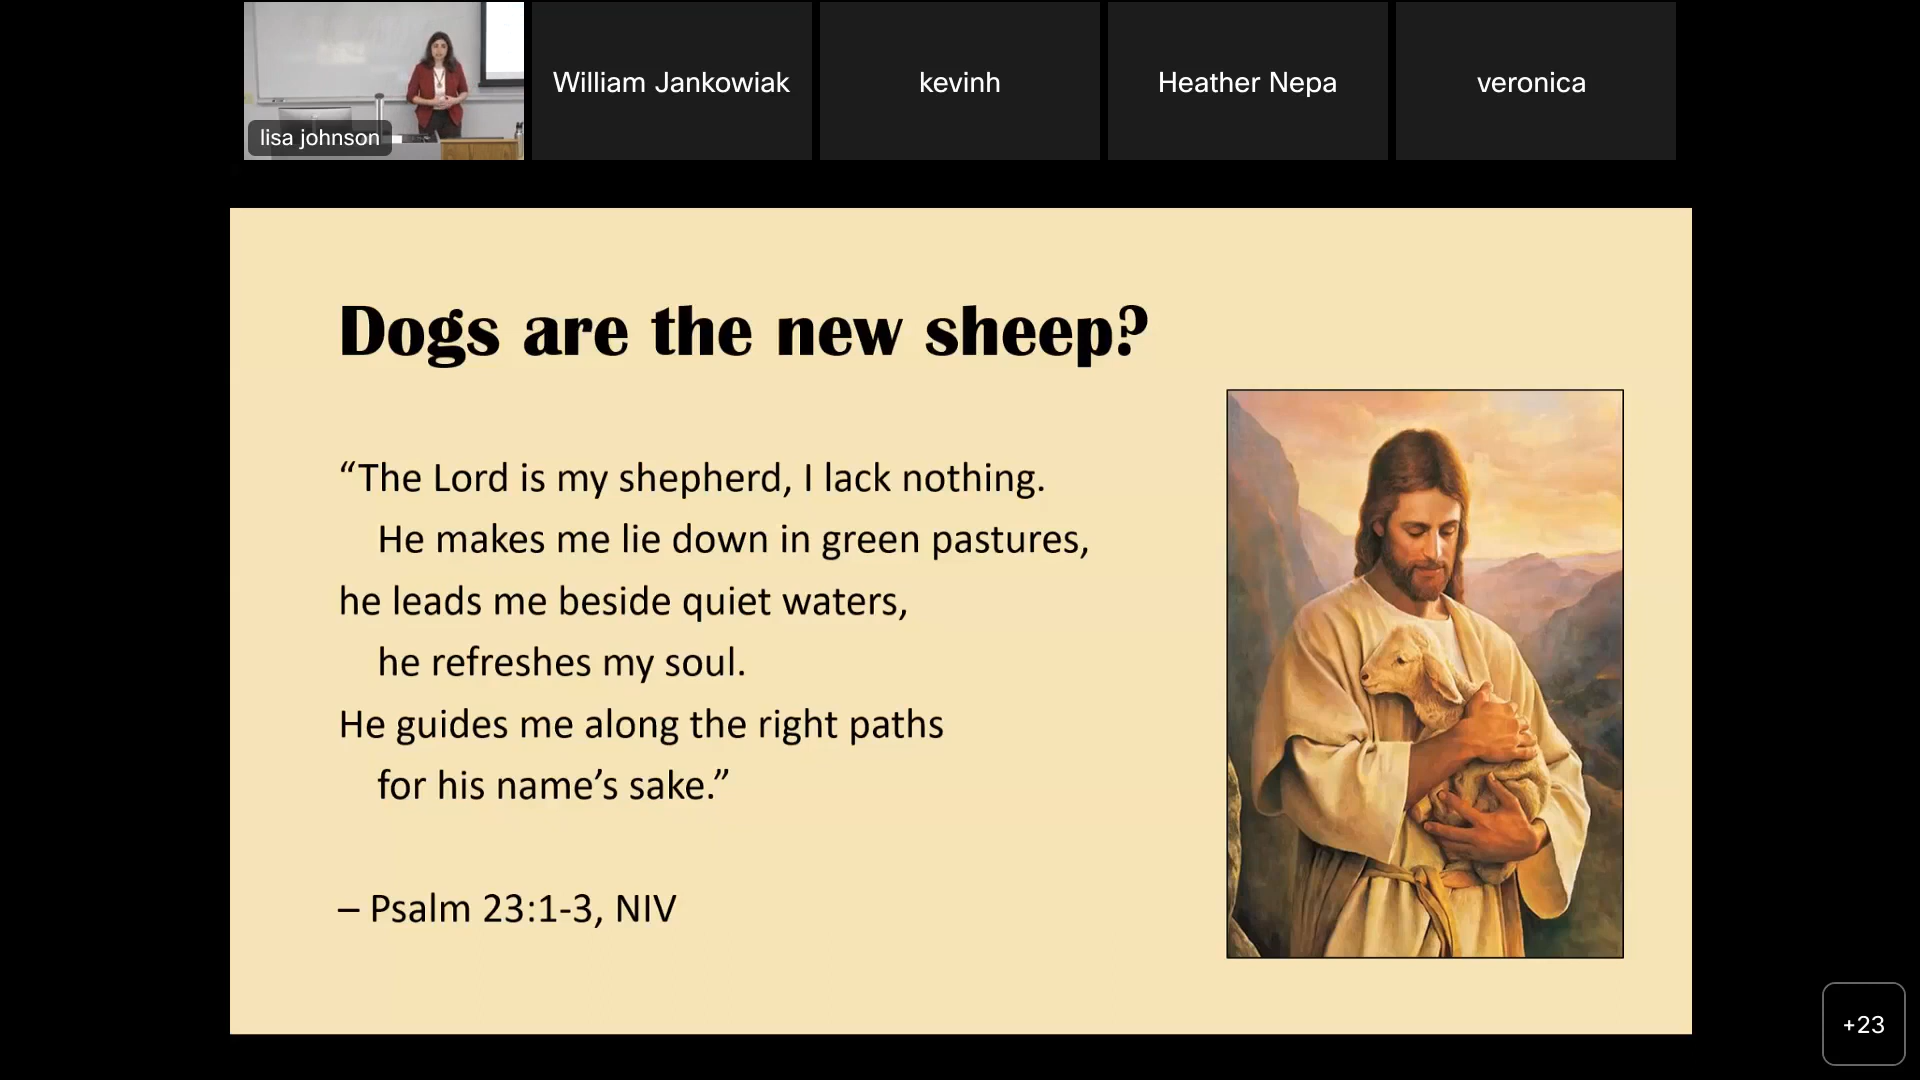 lisa johnson
William Jankowiak
kevinh
Heather Nepa
veronica
Dogs are the new sheep?
“The Lord is my shepherd, I lack nothing.
He makes me lie down in green pastures,
he leads me beside quiet waters,
he refreshes my soul.
He guides me along the right paths
for his name’s sake.”
– Psalm 23:1-3, NIV
+23